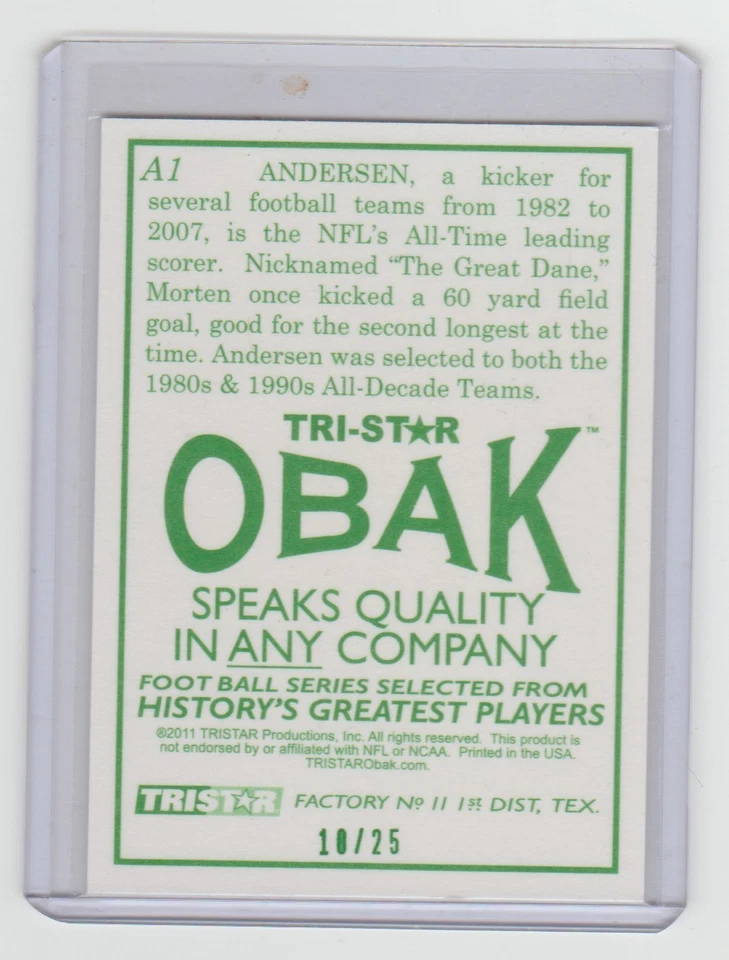 A1 ANDERSEN, a kicker for
several football teams from 1982 to
2007, is the NFL's All-Time leading
scorer. Nicknamed “The Great Dane,”
Morten once kicked a 60 yard field
goal, good for the second longest at the
time. Andersen was selected to both the
1980s & 1990s All-Decade Teams.
TRI-ST★R
OBAK™
SPEAKS QUALITY
IN ANY COMPANY
FOOT BALL SERIES SELECTED FROM
HISTORY'S GREATEST PLAYERS
®2011 TRISTAR Productions, Inc. All rights reserved. This product is
not endorsed by or affiliated with NFL or NCAA. Printed in the USA.
TRISTARObak.com.
TRIST★R FACTORY Nº 11 1st DIST, TEX.
10/25